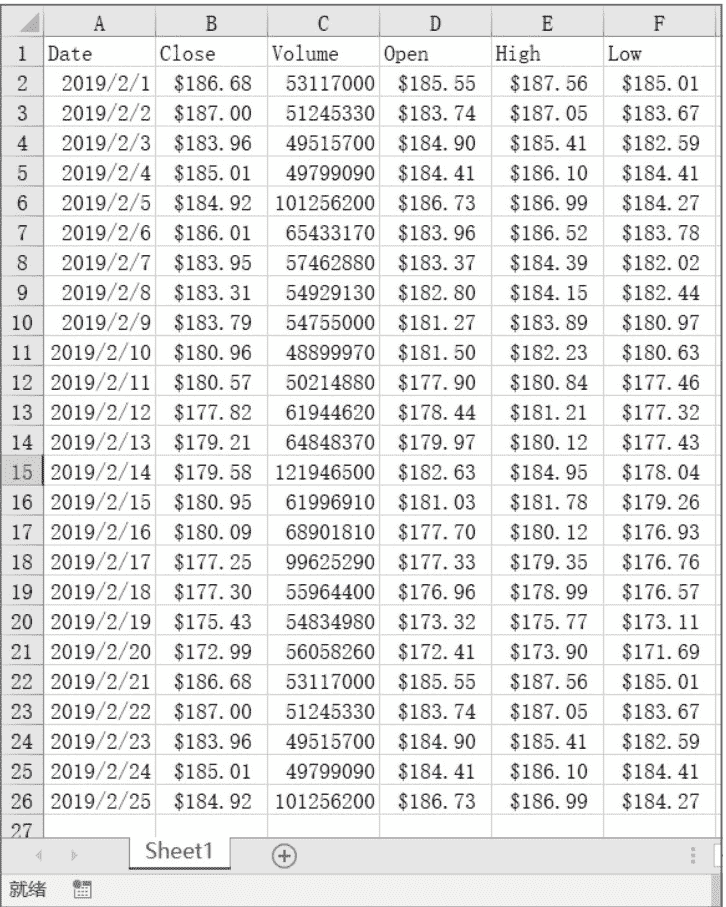 A B C D E F
1 Date Close Volume Open High Low
2 2019/2/1 $186.68 53117000 $185.55 $187.56 $185.01
3 2019/2/2 $187.00 51245330 $183.74 $187.05 $183.67
4 2019/2/3 $183.96 49515700 $184.90 $185.41 $182.59
5 2019/2/4 $185.01 49799090 $184.41 $186.10 $184.41
6 2019/2/5 $184.92 101256200 $186.73 $186.99 $184.27
7 2019/2/6 $186.01 65433170 $183.96 $186.52 $183.78
8 2019/2/7 $183.95 57462880 $183.37 $184.39 $182.02
9 2019/2/8 $183.31 54929130 $182.80 $184.15 $182.44
10 2019/2/9 $183.79 54755000 $181.27 $183.89 $180.97
11 2019/2/10 $180.96 48899970 $181.50 $182.23 $180.63
12 2019/2/11 $180.57 50214880 $177.90 $180.84 $177.46
13 2019/2/12 $177.82 61944620 $178.44 $181.21 $177.32
14 2019/2/13 $179.21 64848370 $179.97 $180.12 $177.43
15 2019/2/14 $179.58 121946500 $182.63 $184.95 $178.04
16 2019/2/15 $180.95 61996910 $181.03 $181.78 $179.26
17 2019/2/16 $180.09 68901810 $177.70 $180.12 $176.93
18 2019/2/17 $177.25 99625290 $177.33 $179.35 $176.76
19 2019/2/18 $177.30 55964400 $176.96 $178.99 $176.57
20 2019/2/19 $175.43 54834980 $173.32 $175.77 $173.11
21 2019/2/20 $172.99 56058260 $172.41 $173.90 $171.69
22 2019/2/21 $186.68 53117000 $185.55 $187.56 $185.01
23 2019/2/22 $187.00 51245330 $183.74 $187.05 $183.67
24 2019/2/23 $183.96 49515700 $184.90 $185.41 $182.59
25 2019/2/24 $185.01 49799090 $184.41 $186.10 $184.41
26 2019/2/25 $184.92 101256200 $186.73 $186.99 $184.27
27
Sheet1
就绪